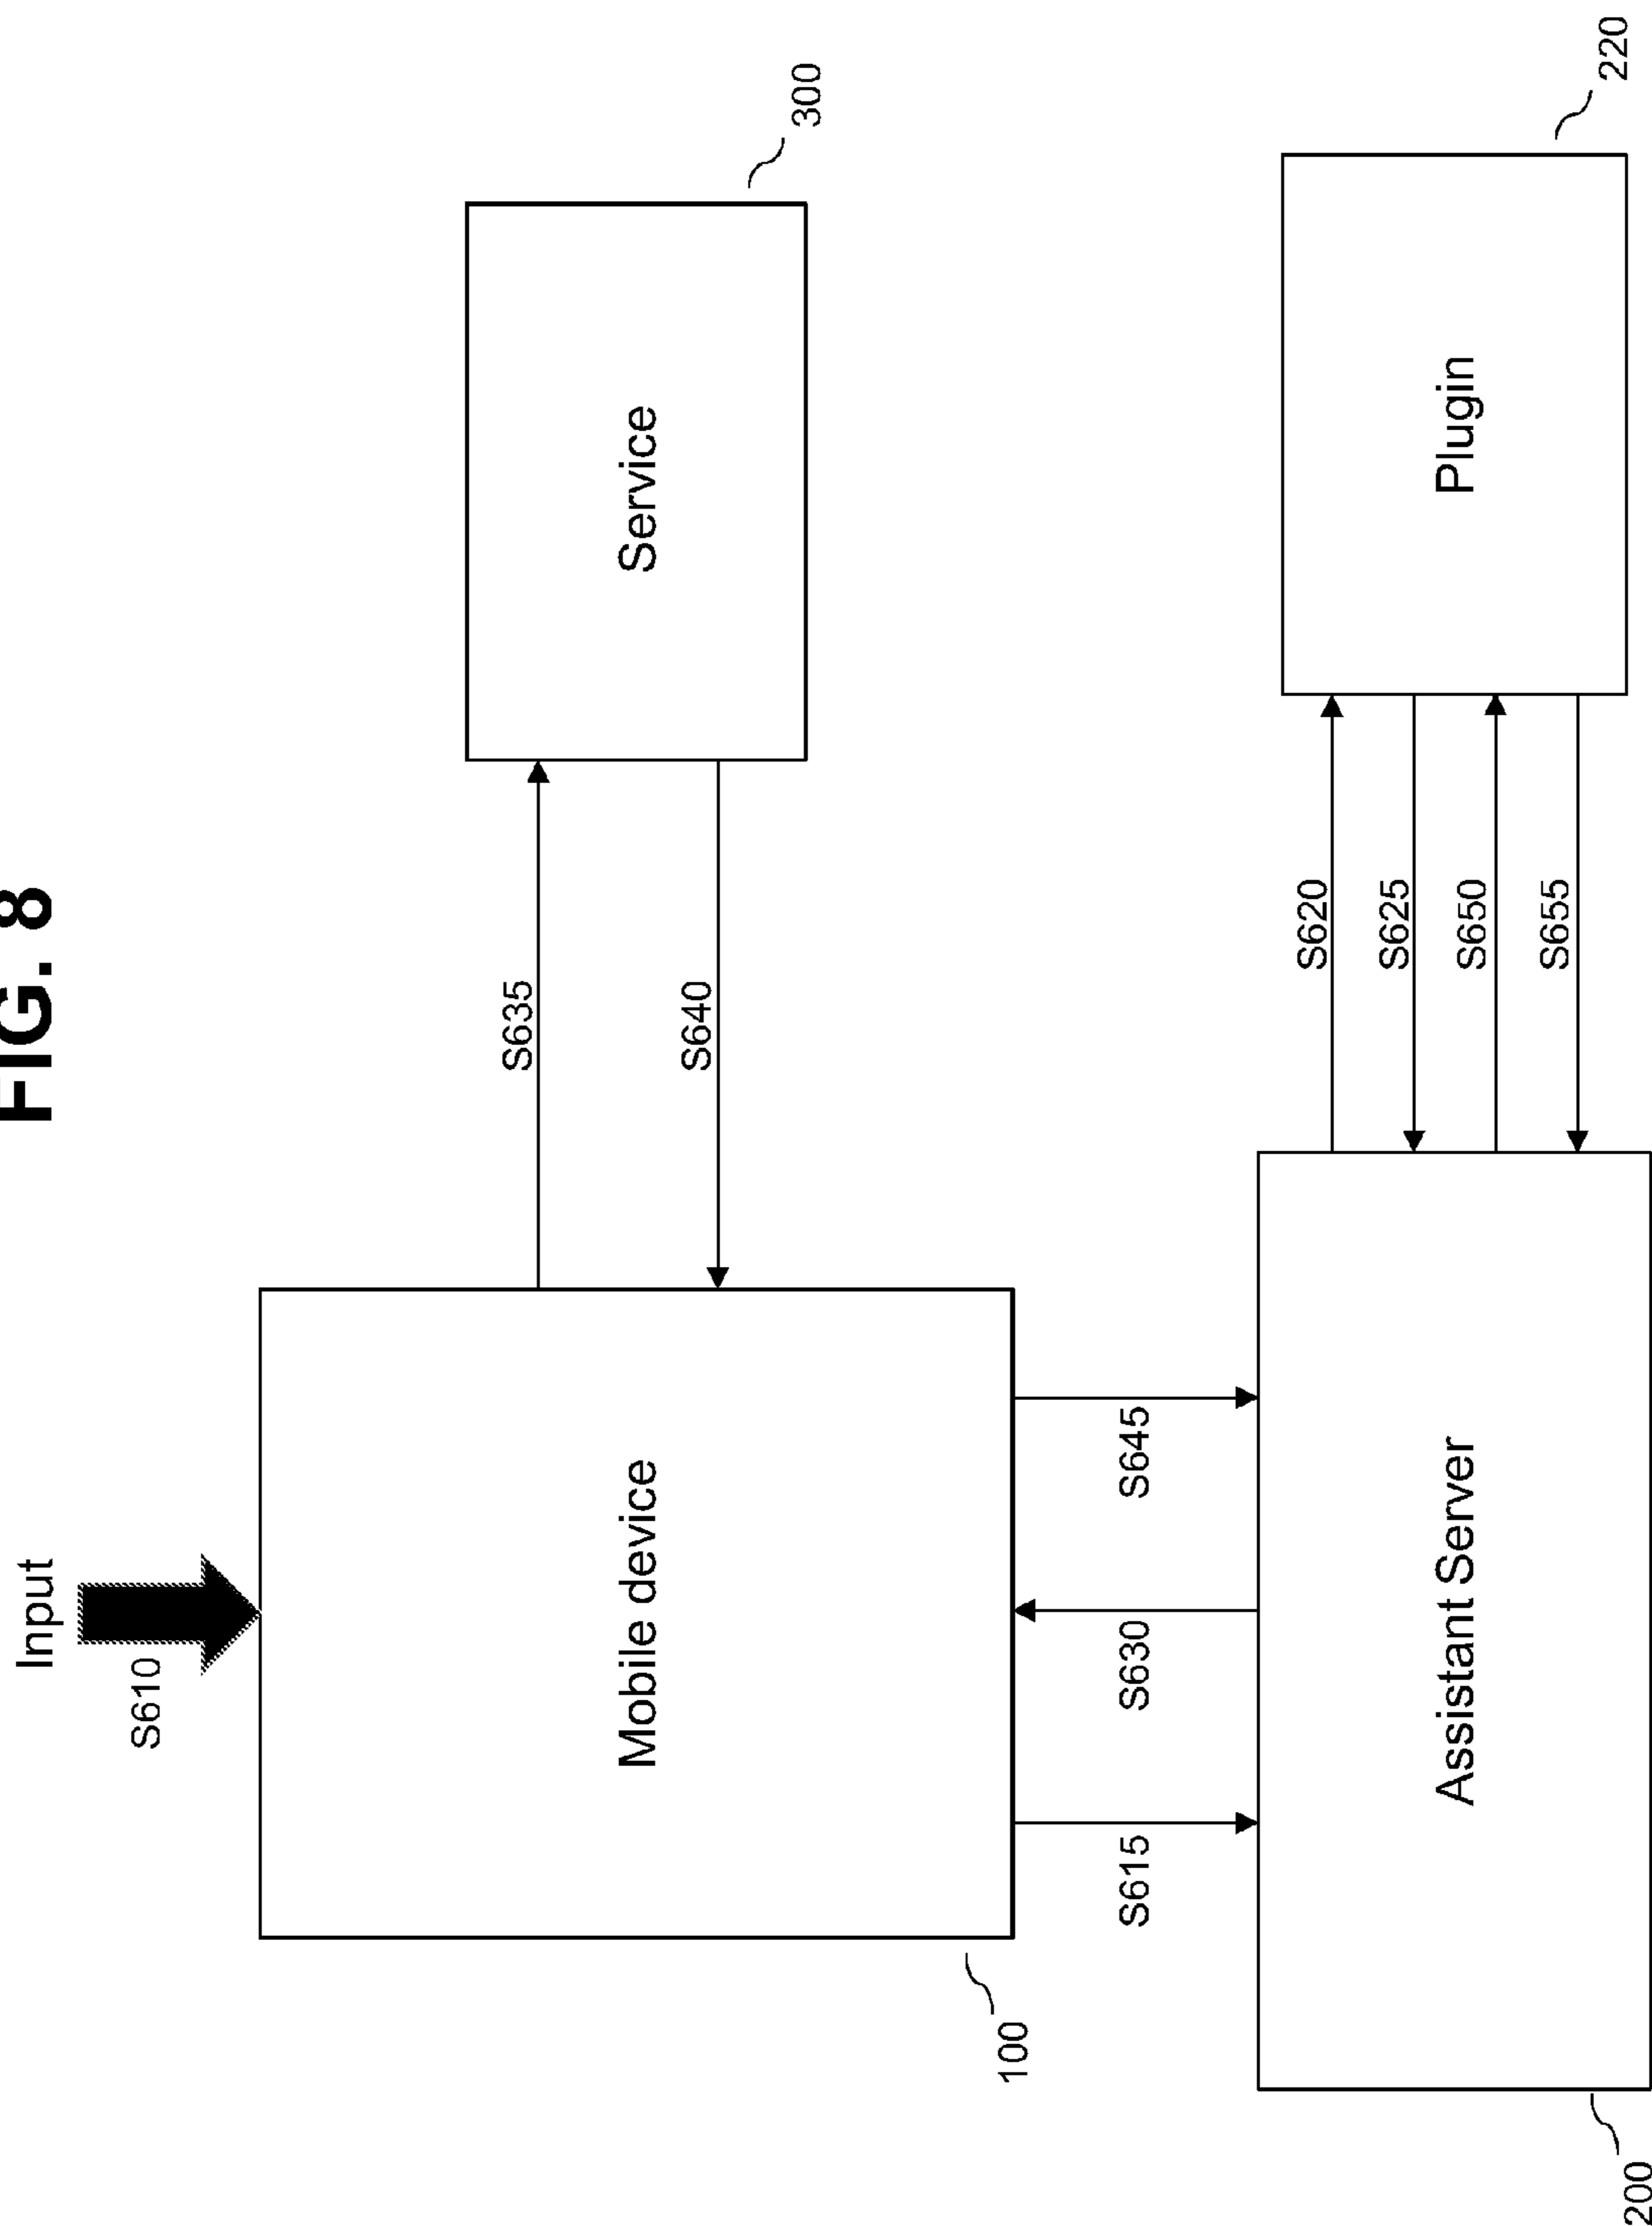 FIG. 8
Input
S610
Mobile device
100
S635
S640
Service
300
S615
S630
S645
Assistant Server
200
S620
S625
S650
S655
Plugin
220